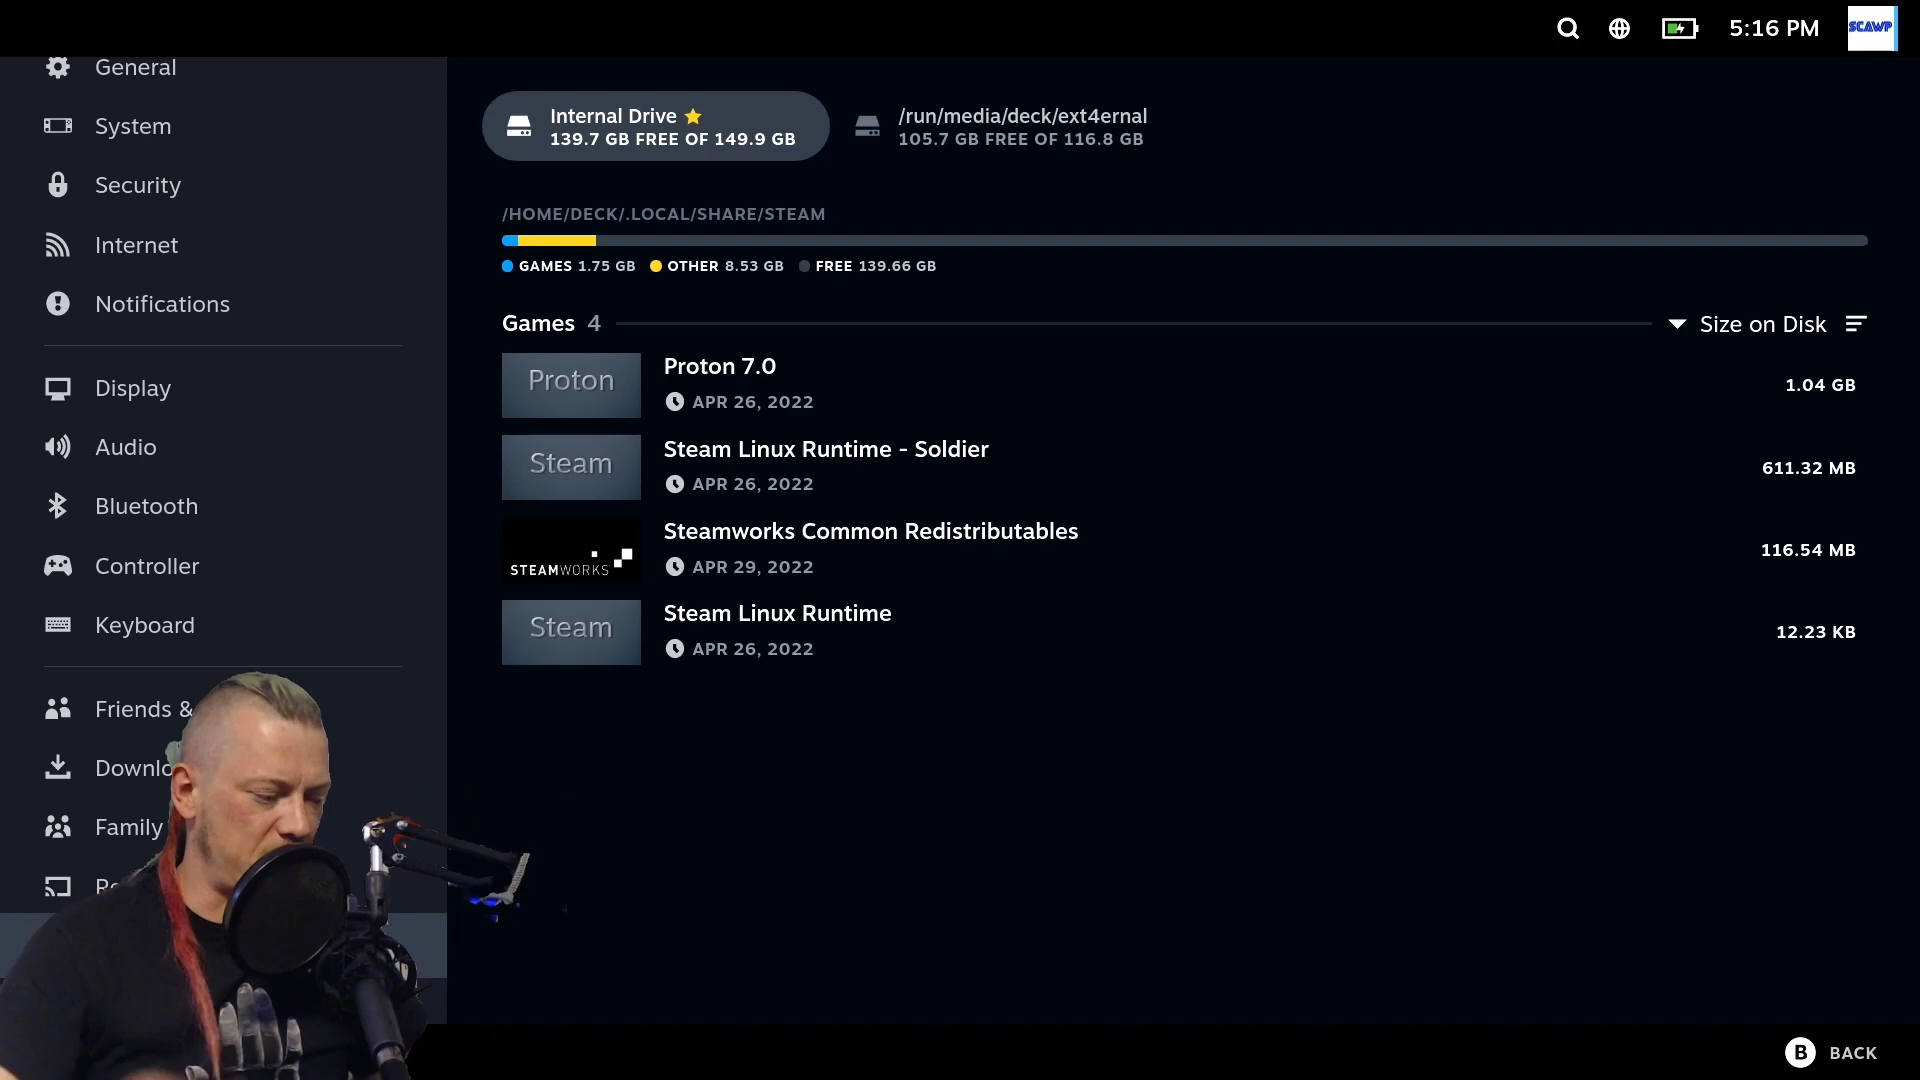 5:16 PM
SCAWP
General
System
Security
Internet
Notifications
Display
Audio
Bluetooth
Controller
Keyboard
Friends &
Family
Internal Drive
139.7 GB FREE OF 149.9 GB
/run/media/deck/ext4ernal
105.7 GB FREE OF 116.8 GB
/HOME/DECK/.LOCAL/SHARE/STEAM
GAMES 1.75 GB OTHER 8.53 GB FREE 139.66 GB
Games 4
Size on Disk
Proton
Proton 7.0
APR 26, 2022
1.04 GB
Steam
Steam Linux Runtime - Soldier
APR 26, 2022
611.32 MB
STEAMWORKS
Steamworks Common Redistributables
APR 29, 2022
116.54 MB
Steam
Steam Linux Runtime
APR 26, 2022
12.23 KB
B BACK